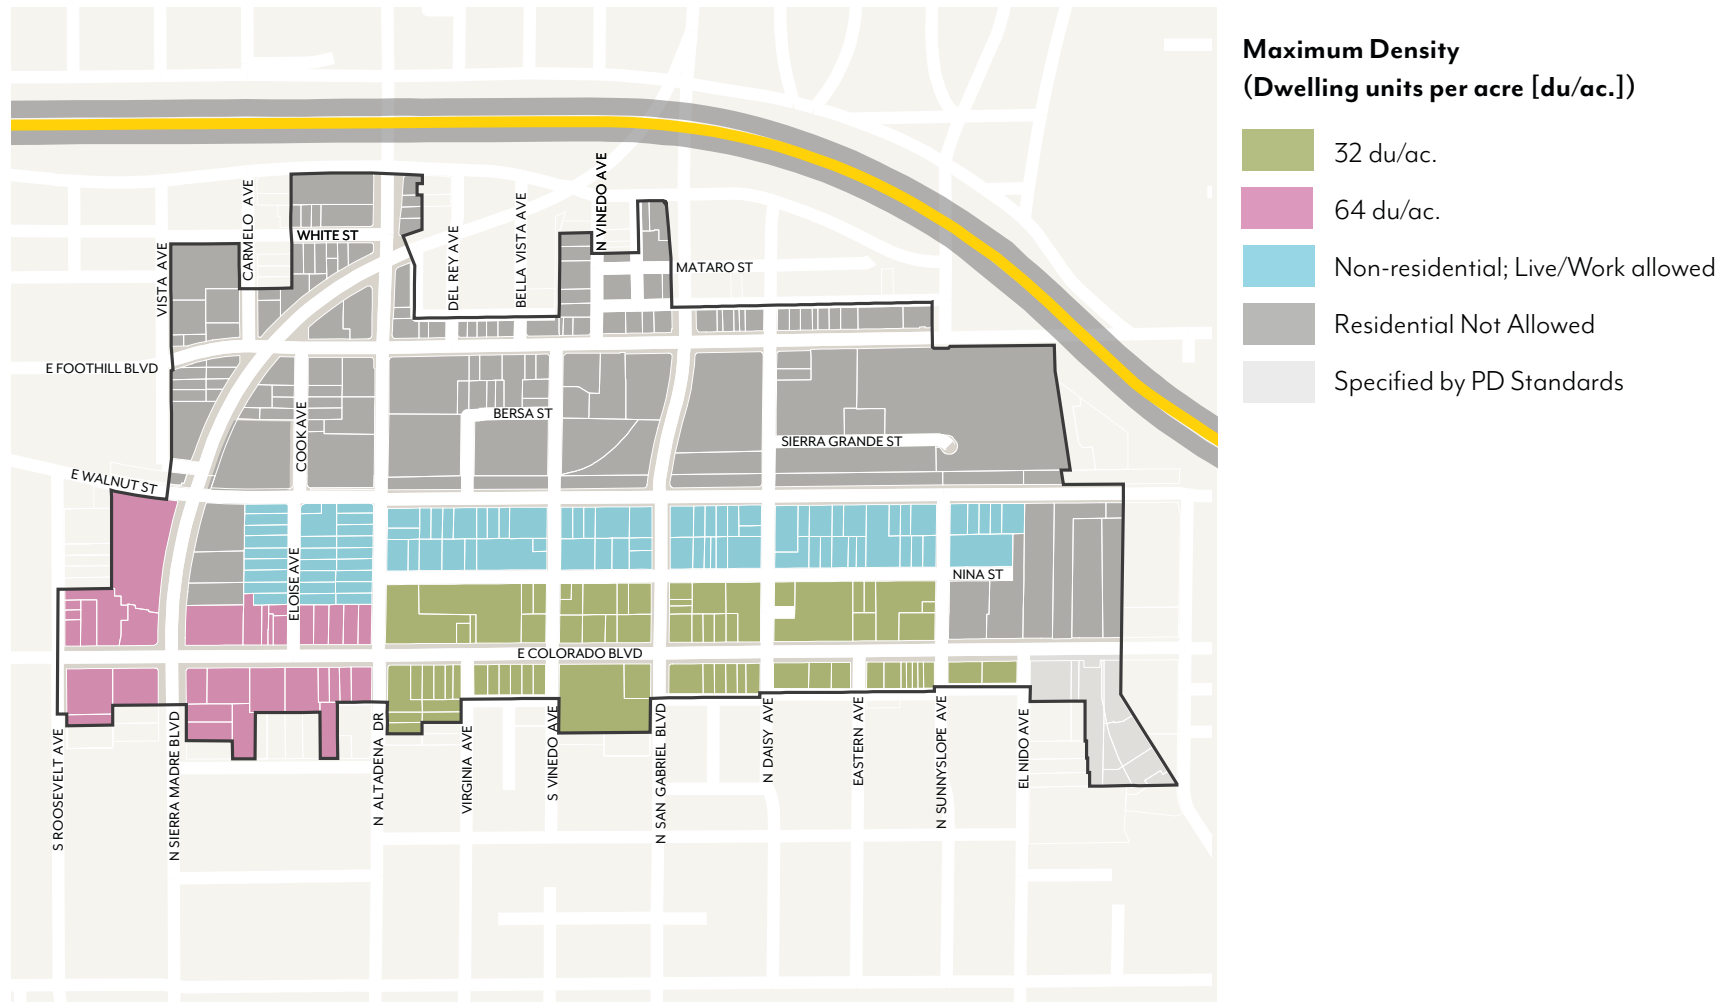 Maximum Density
(Dwelling units per acre [du/ac.])
32 du/ac.
64 du/ac.
Non-residential; Live/Work allowed
Residential Not Allowed
Specified by PD Standards
N VINEDO AVE
CARMELO AVE
BELLA VISTA AVE
DEL REY AVE
VISTA AVE
WHITE ST
MATARO ST
E FOOTHILL BLVD
COOK AVE
BERSA ST
SIERRA GRANDE ST
E WALNUT ST
ELOISE AVE
NINA ST
E COLORADO BLVD
S ROOSEVELT AVE
N SIERRA MADRE BLVD
N ALTADENA DR
VIRGINIA AVE
S VINEDO AVE
N SAN GABRIEL BLVD
N DAISY AVE
EASTERN AVE
N SUNNYSLOPE AVE
EL NIDO AVE